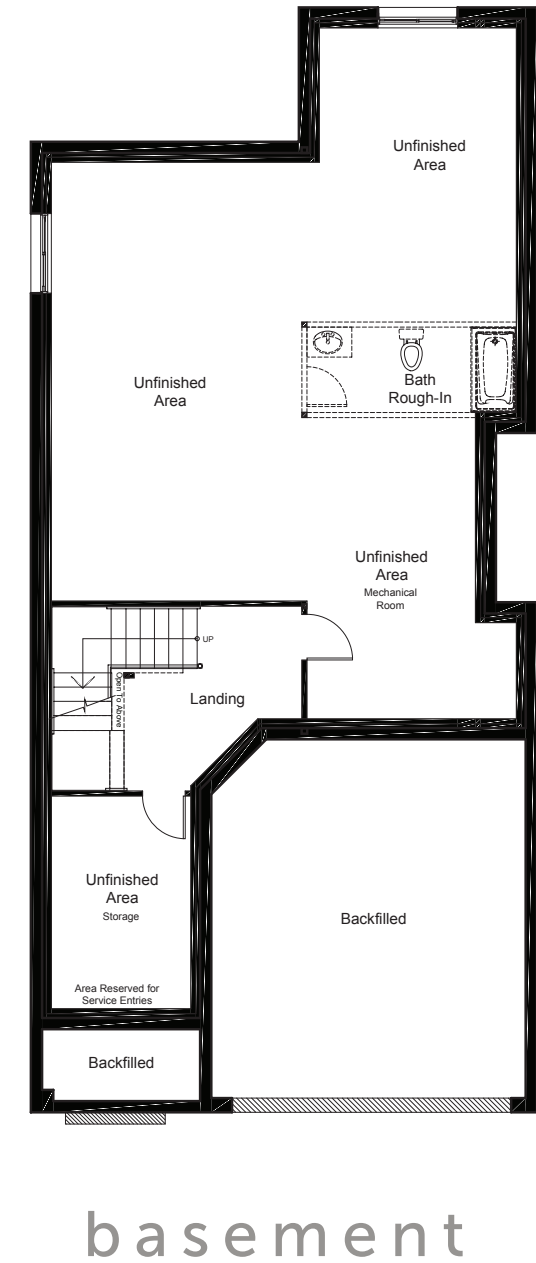 Unfinished
Area
Unfinished
Area
Bath
Rough-In
Unfinished
Area
Mechanical
Room
UP
Open To Above
Landing
Unfinished
Area
Storage
Area Reserved for
Service Entries
Backfilled
Backfilled
basement